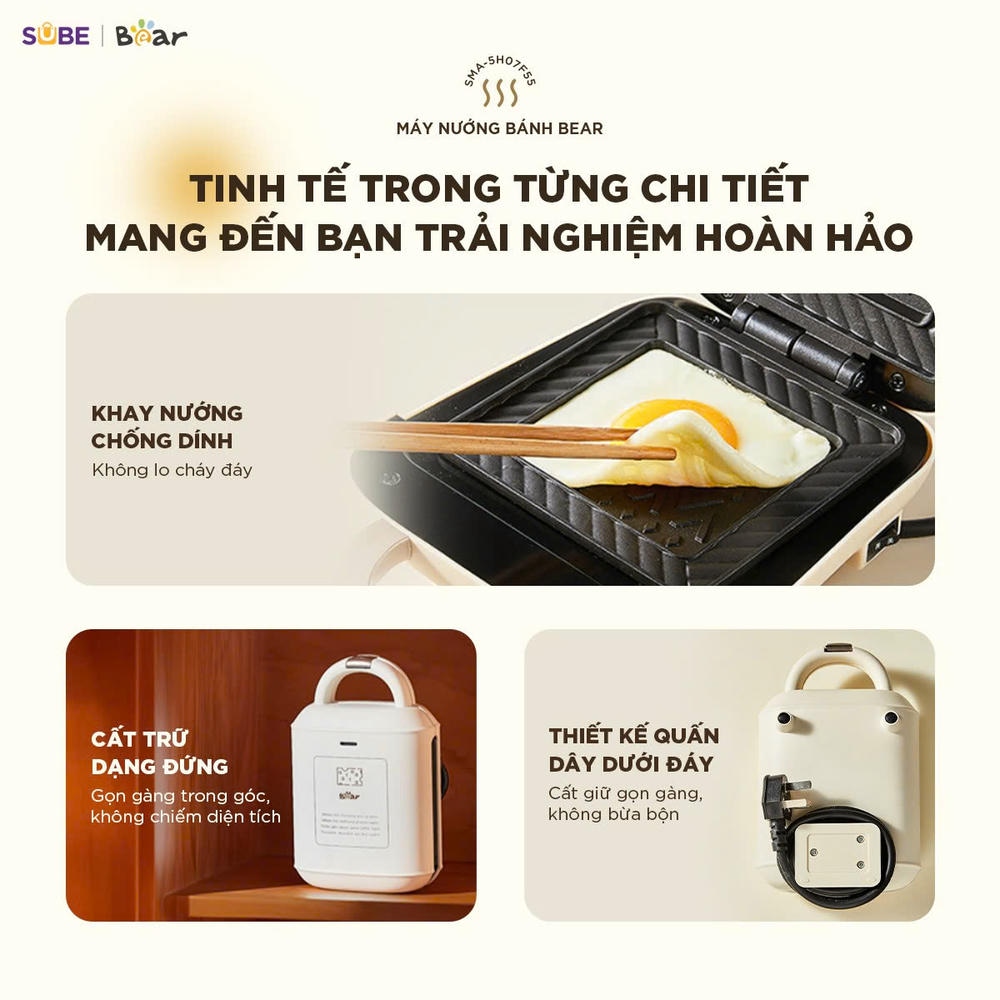 SUBE | Bear
SMA-5H07F55
MÁY NƯỚNG BÁNH BEAR
TINH TẾ TRONG TỪNG CHI TIẾT
MANG ĐẾN BẠN TRẢI NGHIỆM HOÀN HẢO
KHAY NƯỚNG
CHỐNG DÍNH
Không lo cháy đáy
CẤT TRỮ
DẠNG ĐỨNG
Gọn gàng trong góc,
không chiếm diện tích
Bear
THIẾT KẾ QUẤN
DÂY DƯỚI ĐÁY
Cất giữ gọn gàng,
không bừa bộn